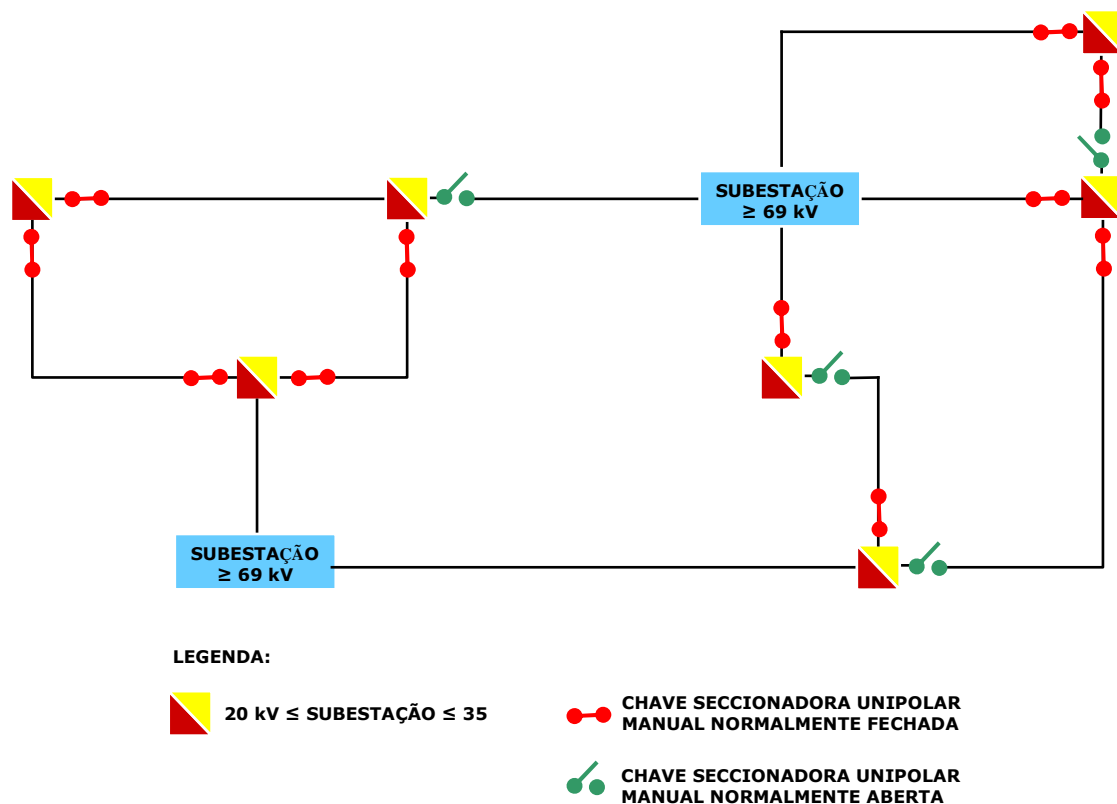 SUBESTAÇÃO
≥ 69 kV
SUBESTAÇÃO
≥ 69 kV
LEGENDA:
20 kV ≤ SUBESTAÇÃO ≤ 35
CHAVE SECCIONADORA UNIPOLAR
MANUAL NORMALMENTE FECHADA
CHAVE SECCIONADORA UNIPOLAR
MANUAL NORMALMENTE ABERTA